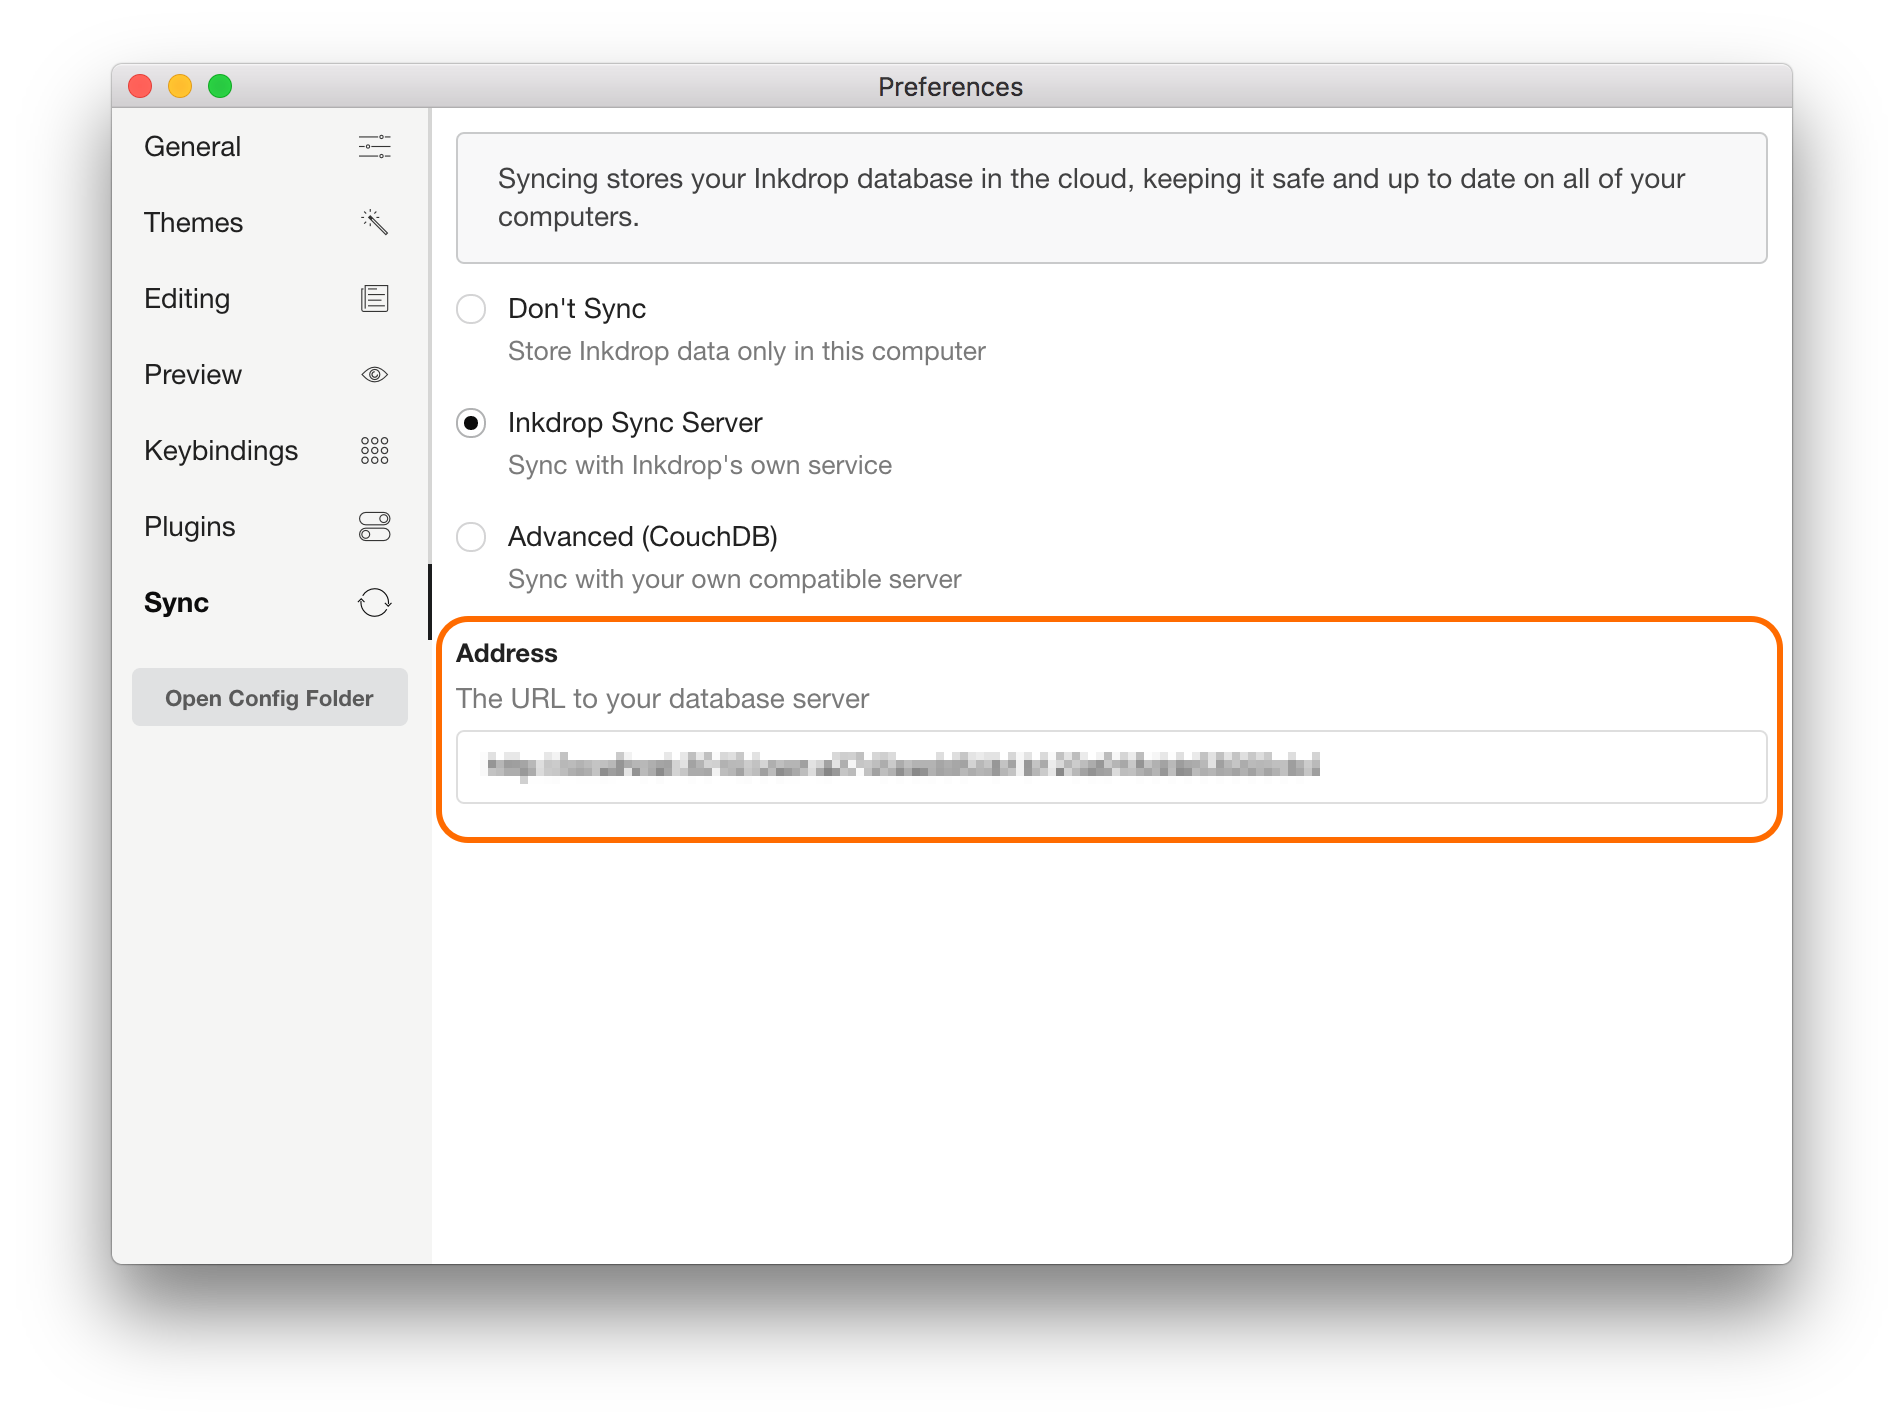 Preferences
General
Themes
Editing
Preview
Keybindings
Plugins
Sync
Open Config Folder
Syncing stores your Inkdrop database in the cloud, keeping it safe and up to date on all of your
computers.
Don't Sync
Store Inkdrop data only in this computer
Inkdrop Sync Server
Sync with Inkdrop's own service
Advanced (CouchDB)
Sync with your own compatible server
Address
The URL to your database server